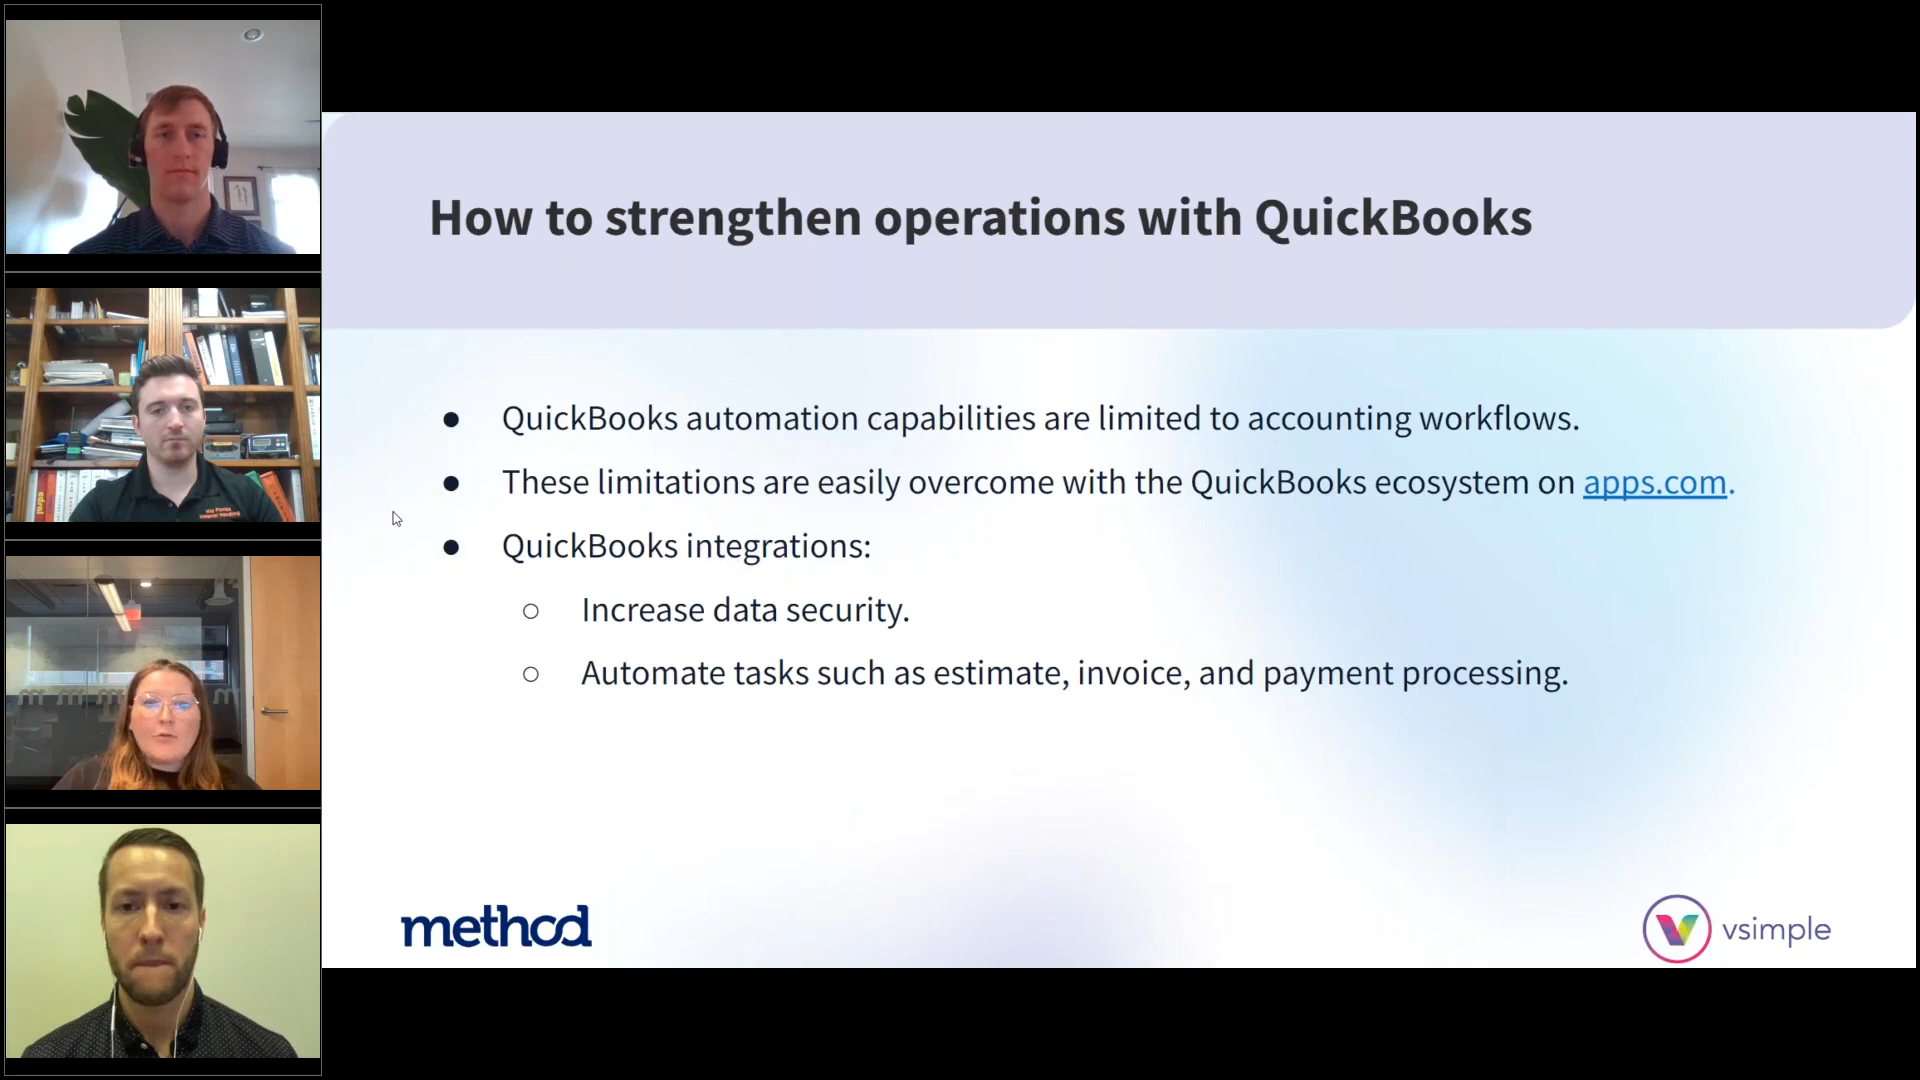 How to strengthen operations with QuickBooks
● QuickBooks automation capabilities are limited to accounting workflows.
● These limitations are easily overcome with the QuickBooks ecosystem on apps.com.
● QuickBooks integrations:
○ Increase data security.
○ Automate tasks such as estimate, invoice, and payment processing.
method
vsimple